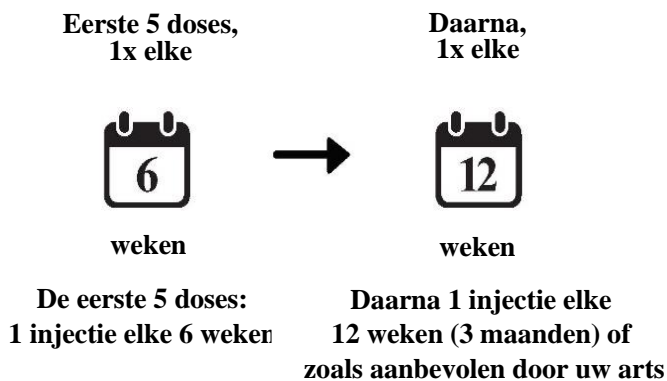 Eerste 5 doses,
1x elke
6
weken
De eerste 5 doses:
1 injectie elke 6 weken
Daarna,
1x elke
12
weken
Daarna 1 injectie elke
12 weken (3 maanden) of
zoals aanbevolen door uw arts